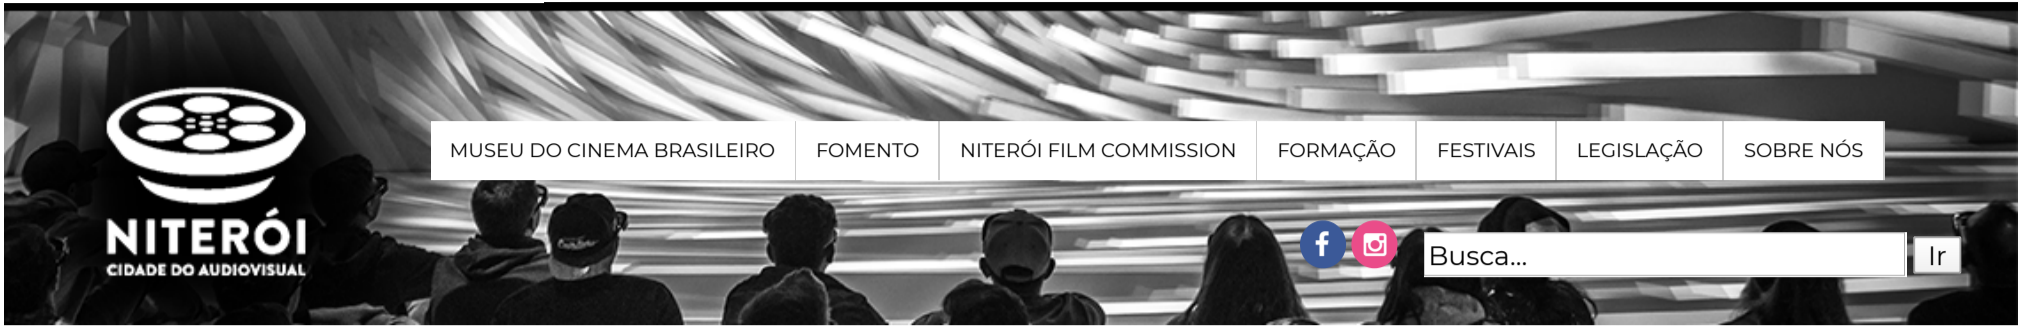 MUSEU DO CINEMA BRASILEIRO
FOMENTO
NITERÓI FILM COMMISSION
FORMAÇÃO
FESTIVAIS
LEGISLAÇÃO
SOBRE NÓS
NITERÓI
CIDADE DO AUDIOVISUAL
Busca...
Ir